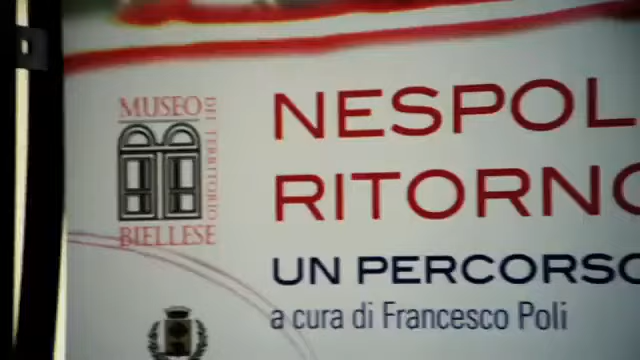 MUSEO
DEL TERRITORIO
BIELLESE
NESPOL
RITORNO
UN PERCORSO
a cura di Francesco Poli